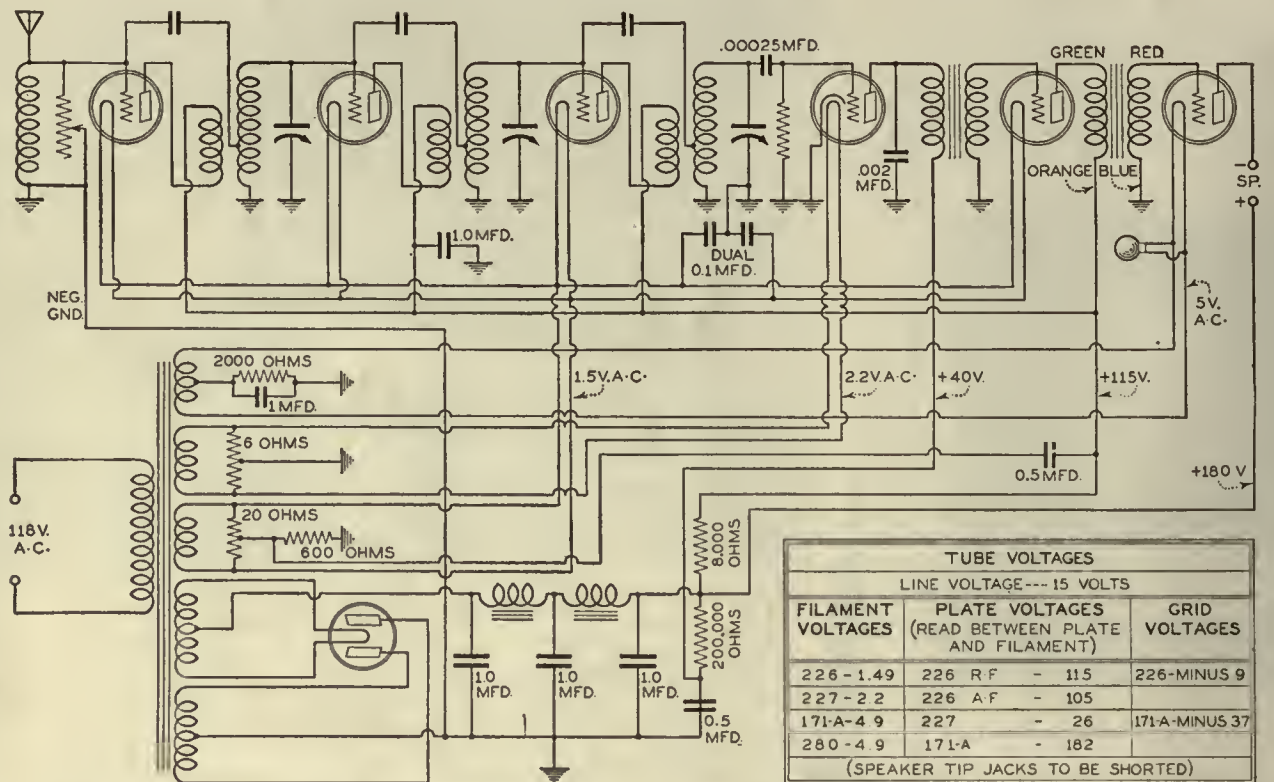 .00025 MFD.
GREEN RED
.002
MFD.
ORANGE BLUE
-
SP.
+
1.0 MFD.
DUAL
0.1 MFD.
NEG.
GND.
5V.
A.C.
2000 OHMS
1 MFD.
1.5V.A.C.
2.2V.A.C.
+40V.
+115V.
6 OHMS
0.5 MFD.
+180 V
118V.
A.C.
20 OHMS
600 OHMS
8,000
OHMS
200,000
OHMS
1.0
MFD.
1.0
MFD.
1.0
MFD.
0.5
MFD.
TUBE VOLTAGES
LINE VOLTAGE---15 VOLTS
FILAMENT VOLTAGES
PLATE VOLTAGES
(READ BETWEEN PLATE
AND FILAMENT)
GRID VOLTAGES
226-1.49 226 R F - 115 226-MINUS 9
227-2.2 226 A F - 105
171-A-4.9 227 - 26 171-A-MINUS 37
280-4.9 171-A - 182
(SPEAKER TIP JACKS TO BE SHORTED)